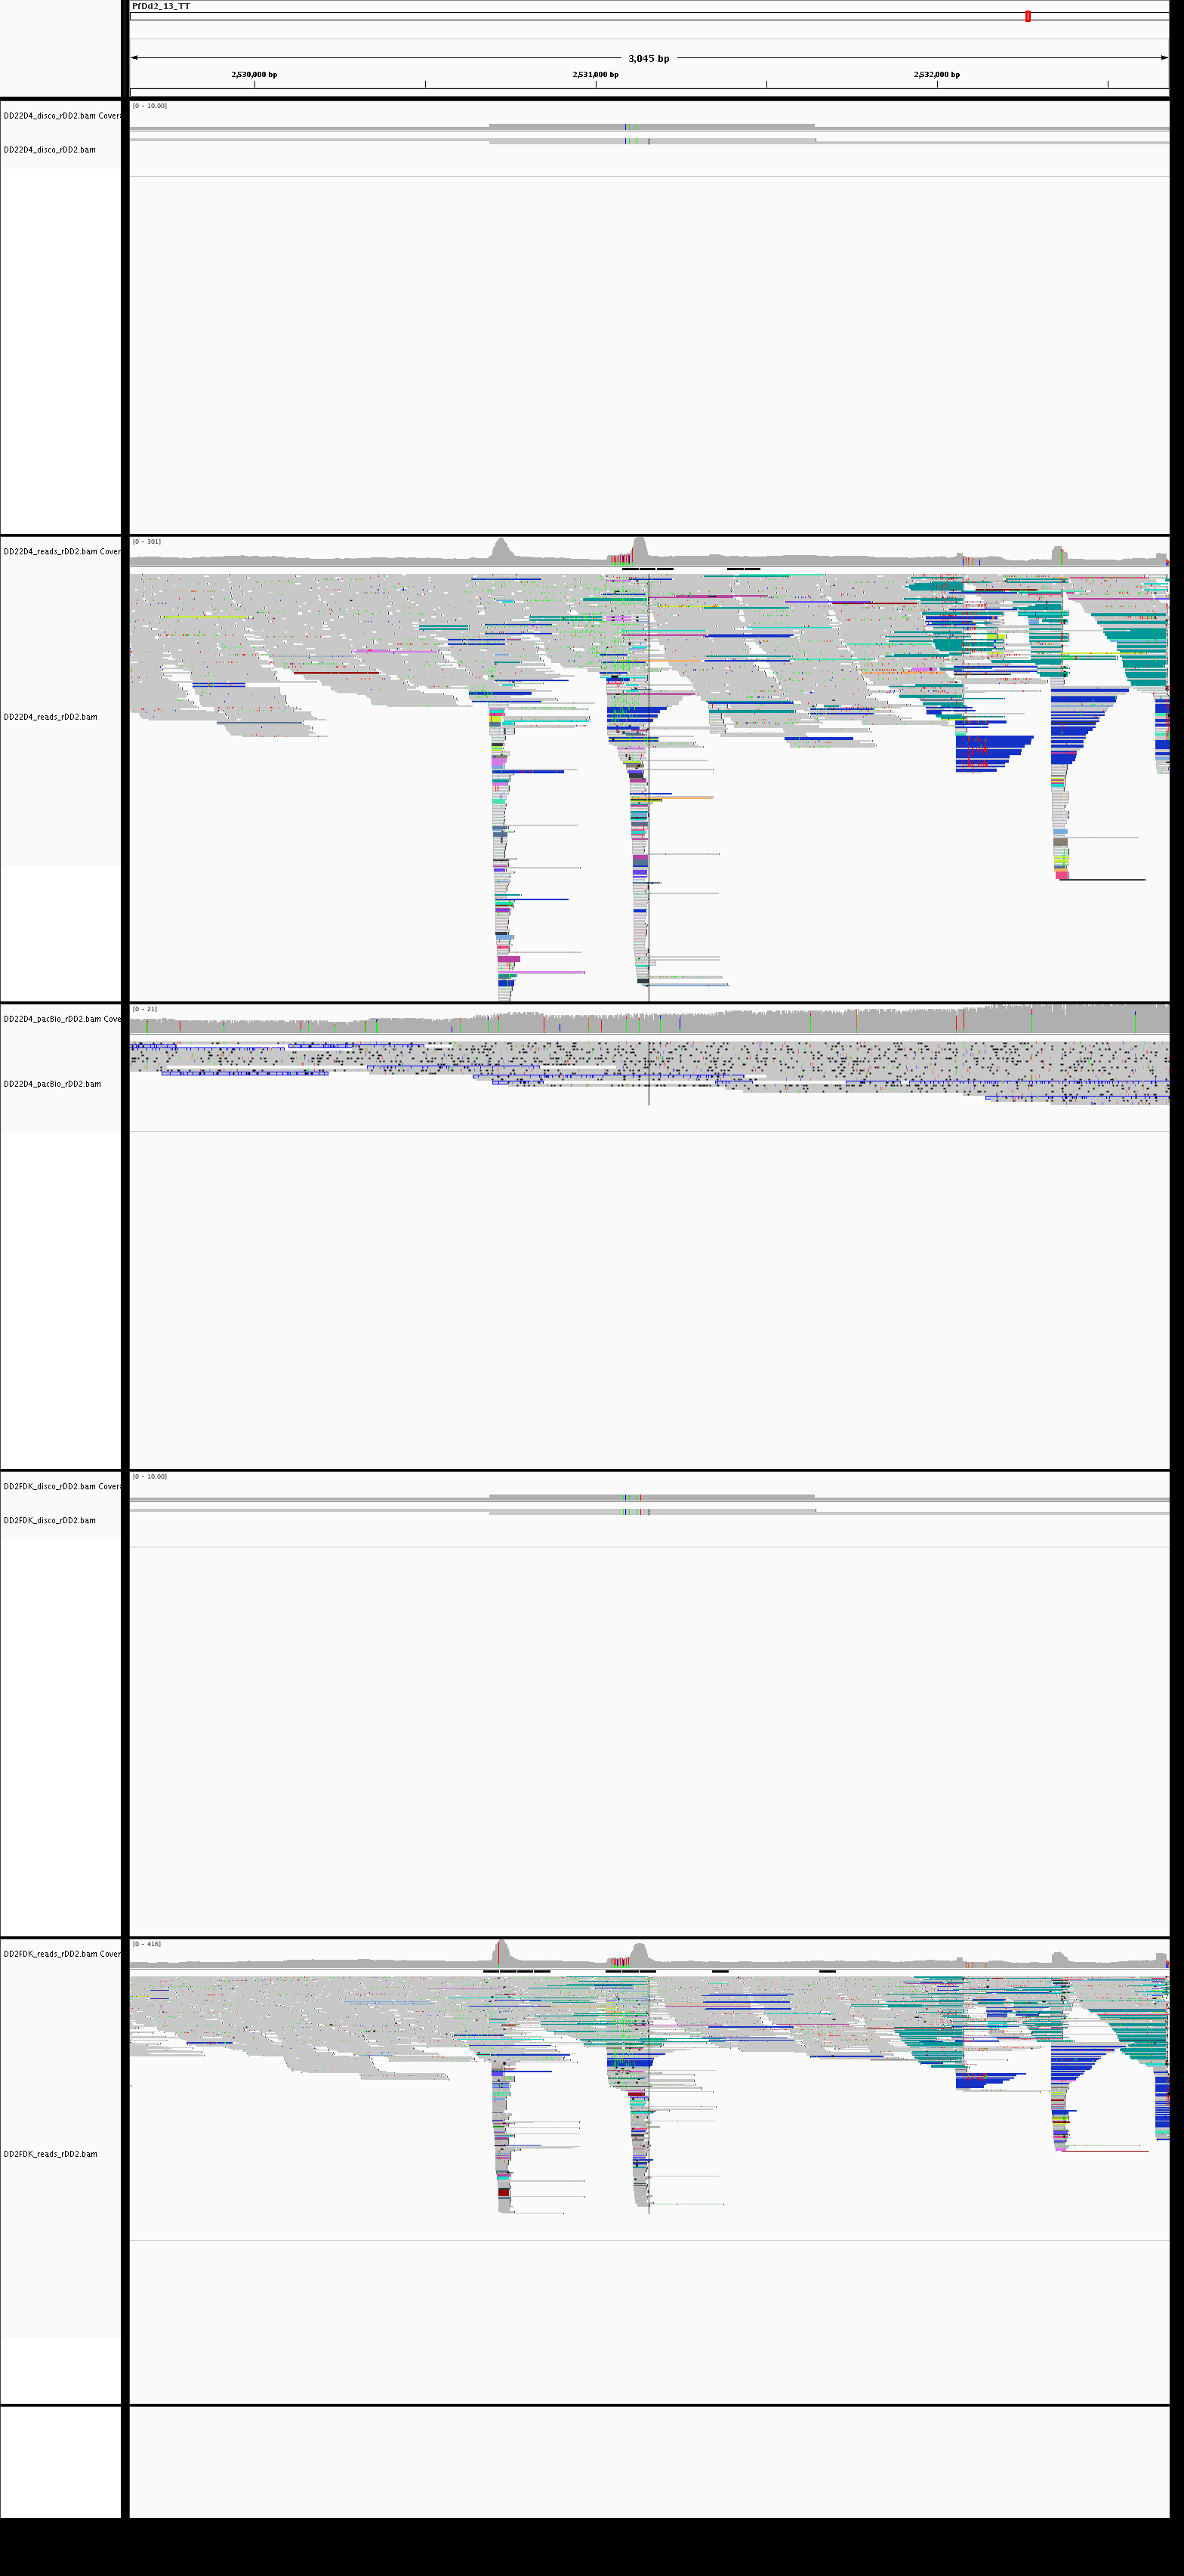 PfDd2_13_TT
3,045 bp
2,530,000 bp
2,531,000 bp
2,532,000 bp
[0 - 10.00]
DD22D4_disco_rDD2.bam Covera
DD22D4_disco_rDD2.bam
[0 - 301]
DD22D4_reads_rDD2.bam Cover
DD22D4_reads_rDD2.bam
[0 - 21]
DD22D4_pacBio_rDD2.bam Cove
DD22D4_pacBio_rDD2.bam
[0 - 10.00]
DD2FDK_disco_rDD2.bam Covera
DD2FDK_disco_rDD2.bam
[0 - 416]
DD2FDK_reads_rDD2.bam Cover
DD2FDK_reads_rDD2.bam